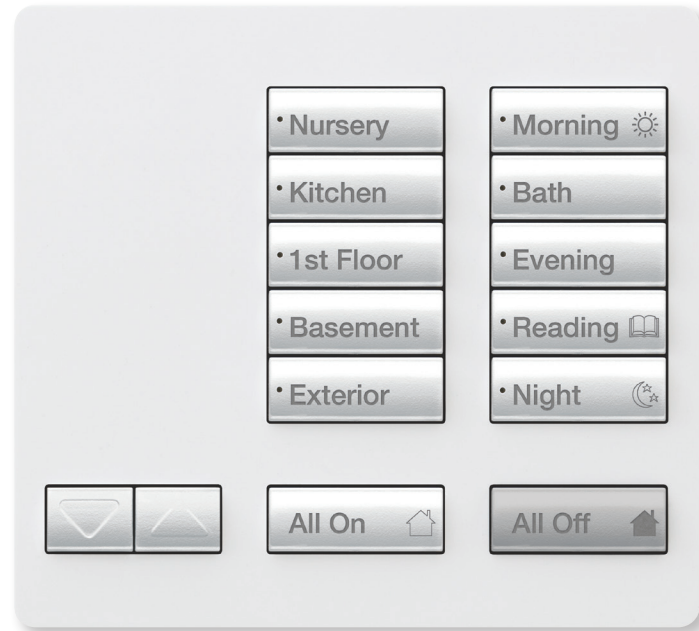 Nursery
Kitchen
1st Floor
Basement
Exterior
Morning
Bath
Evening
Reading
Night
All On
All Off